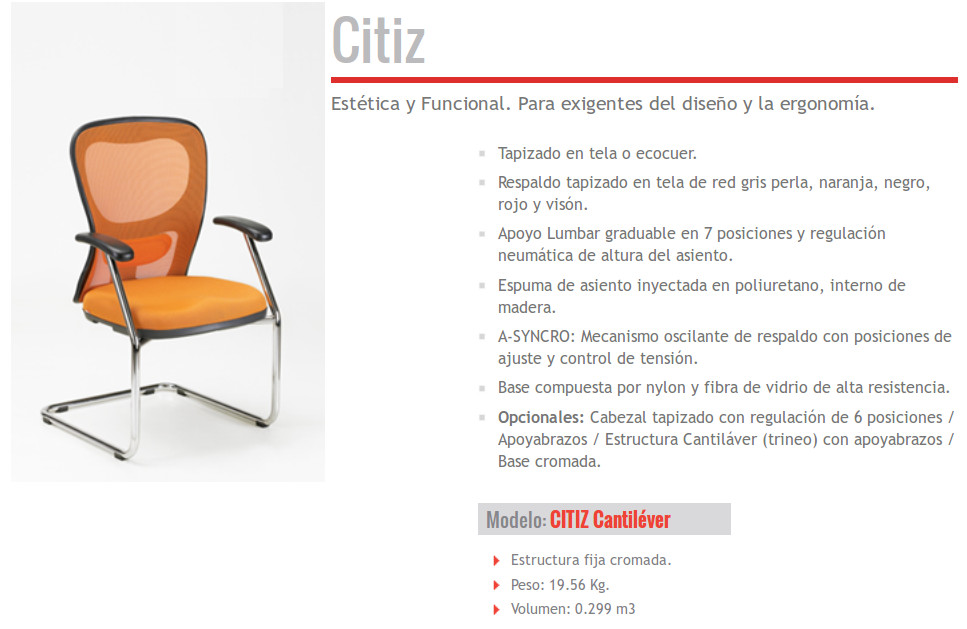 Citiz
Estética y Funcional. Para exigentes del diseño y la ergonomía.
Tapizado en tela o ecocuer.
Respaldo tapizado en tela de red gris perla, naranja, negro,
rojo y visón.
Apoyo Lumbar graduable en 7 posiciones y regulación
neumática de altura del asiento.
Espuma de asiento inyectada en poliuretano, interno de
madera.
A-SYNCRO: Mecanismo oscilante de respaldo con posiciones de
ajuste y control de tensión.
Base compuesta por nylon y fibra de vidrio de alta resistencia.
Opcionales: Cabezal tapizado con regulación de 6 posiciones /
Apoyabrazos / Estructura Cantiláver (trineo) con apoyabrazos /
Base cromada.
Modelo: CITIZ Cantiléver
Estructura fija cromada.
Peso: 19.56 Kg.
Volumen: 0.299 m3